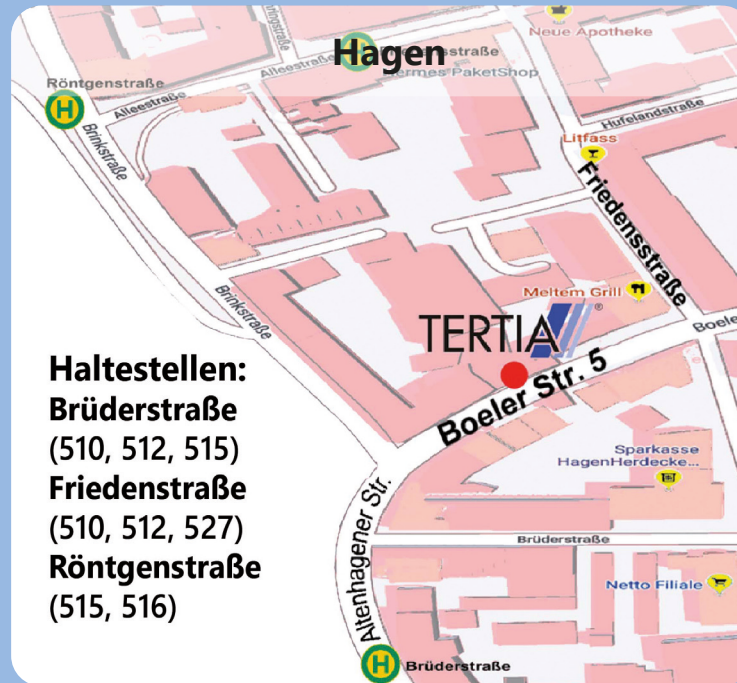 Hagen
Neue Apotheke
Röntgenstraße
H
Alleestraße
Alleestraße
Hermes PaketShop
Brinkstraße
Hufelandstraße
Litfass
Friedensstraße
Meltem Grill
Brinkstraße
TERTIA®
Boeler
Boeler Str. 5
Haltestellen:
Brüderstraße
(510, 512, 515)
Friedenstraße
(510, 512, 527)
Röntgenstraße
(515, 516)
Sparkasse
HagenHerdecke...
Altenhagener Str.
Brüderstraße
Netto Filiale
H
Brüderstraße